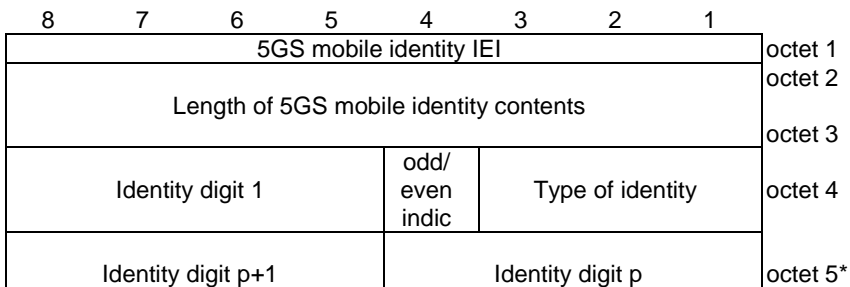 8 7 6 5 4 3 2 1
5GS mobile identity IEI octet 1
octet 2
Length of 5GS mobile identity contents
octet 3
odd/
even
indic
Identity digit 1 Type of identity octet 4
Identity digit p+1 Identity digit p octet 5*